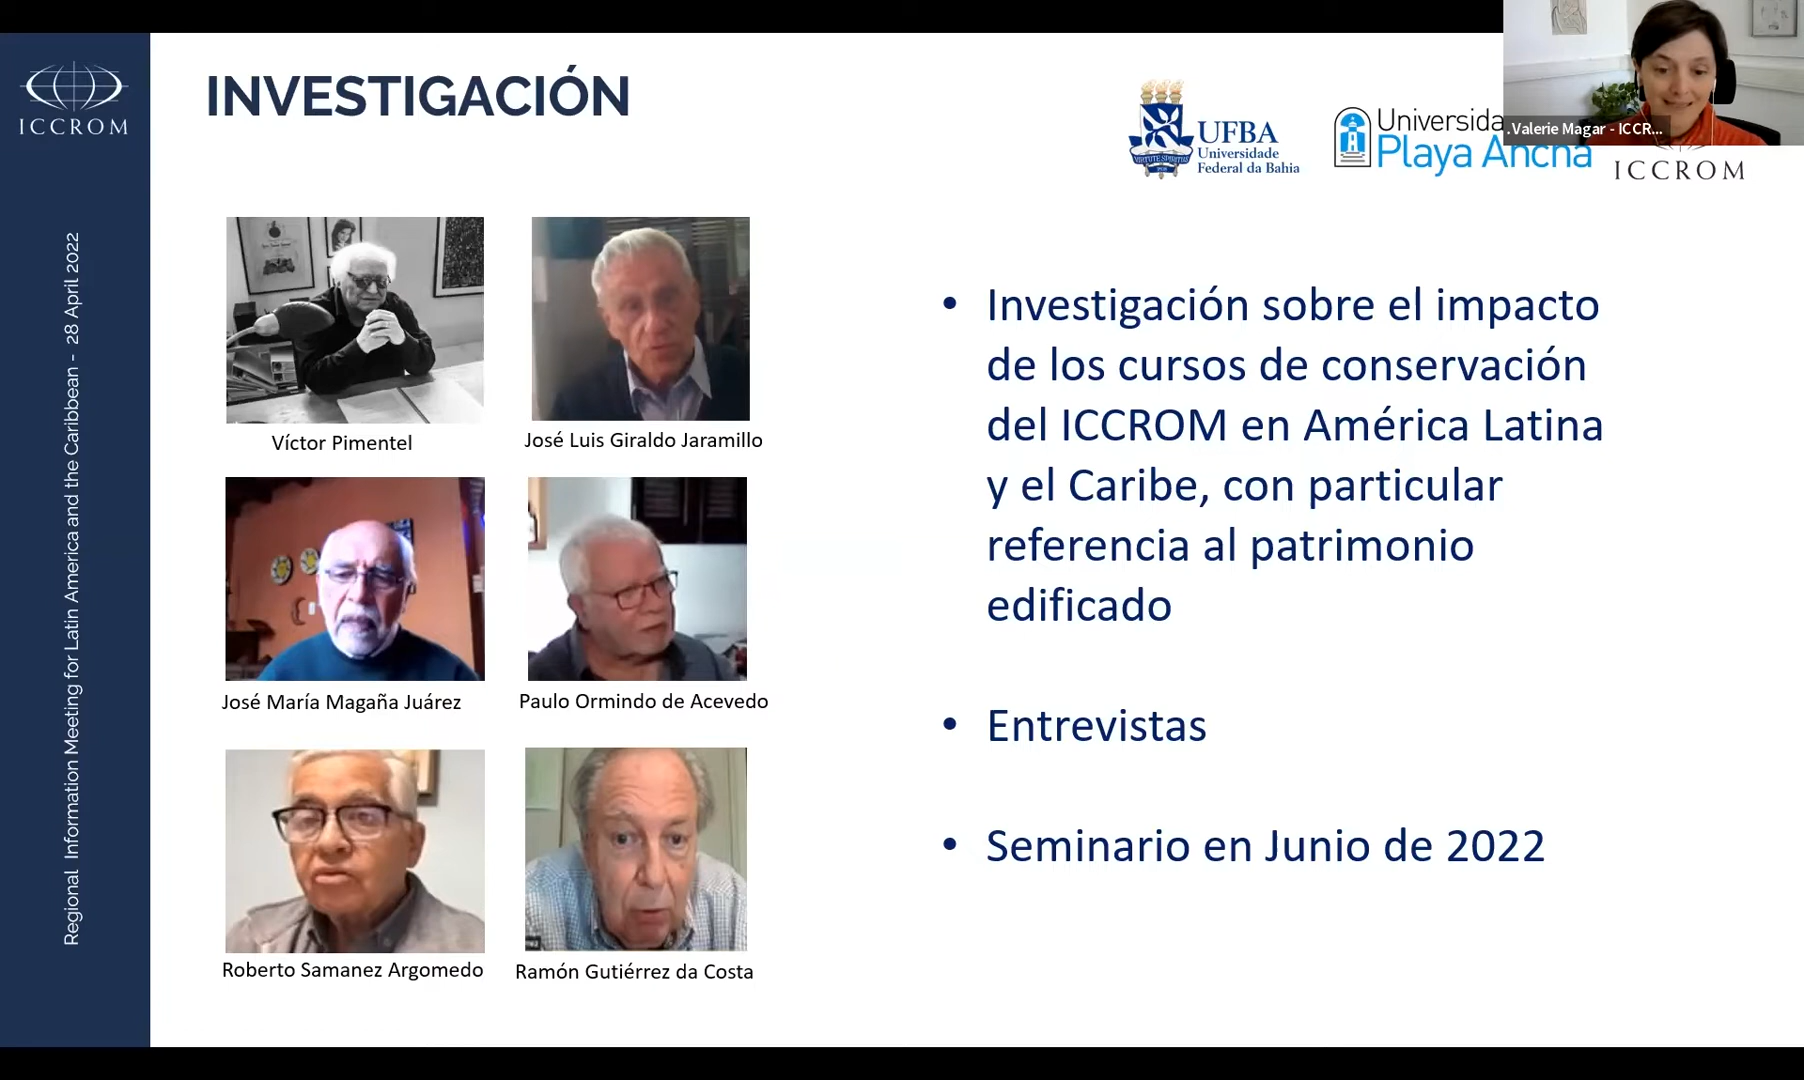 ICCROM
Regional Information Meeting for Latin America and the Caribbean - 28 April 2022
INVESTIGACIÓN
UFBA
Universidade
Federal da Bahia
VIRTUTE SPIRITUS
Universida
Playa Ancha
ICCROM
. Valerie Magar - ICCR...
Víctor Pimentel
José Luis Giraldo Jaramillo
José María Magaña Juárez
Paulo Ormindo de Acevedo
Roberto Samanez Argomedo
Ramón Gutiérrez da Costa
• Investigación sobre el impacto
de los cursos de conservación
del ICCROM en América Latina
y el Caribe, con particular
referencia al patrimonio
edificado
• Entrevistas
• Seminario en Junio de 2022